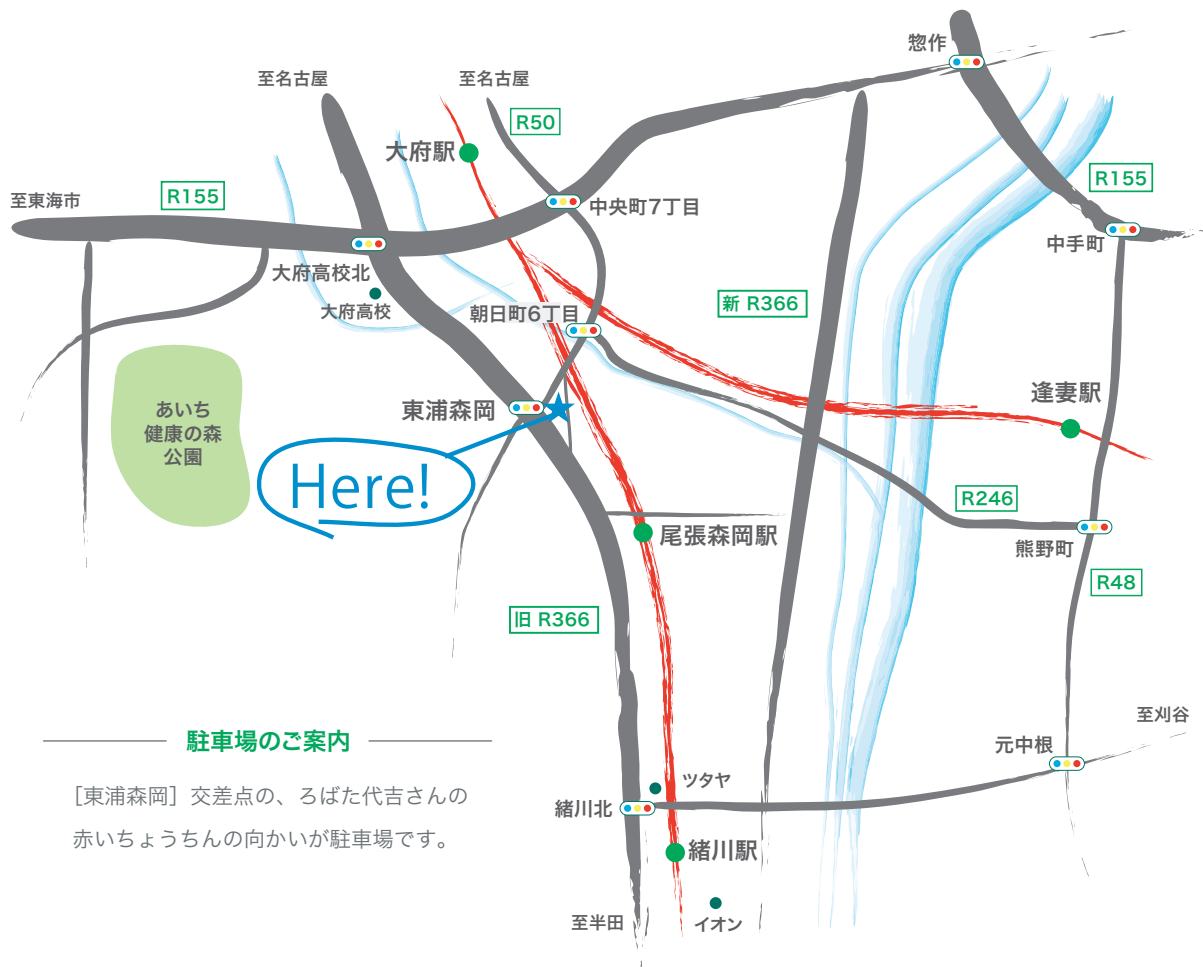 惣作
至名古屋
至名古屋
R50
大府駅
R155
R155
至東海市
中央町7丁目
中手町
大府高校北
大府高校
新 R366
朝日町6丁目
逢妻駅
東浦森岡
あいち
健康の森
公園
Here!
R246
尾張森岡駅
熊野町
R48
旧 R366
至刈谷
駐車場のご案内
元中根
ツタヤ
[東浦森岡] 交差点の、ろばた代吉さんの
赤いちょうちんの向かいが駐車場です。
緒川北
緒川駅
至半田
イオン